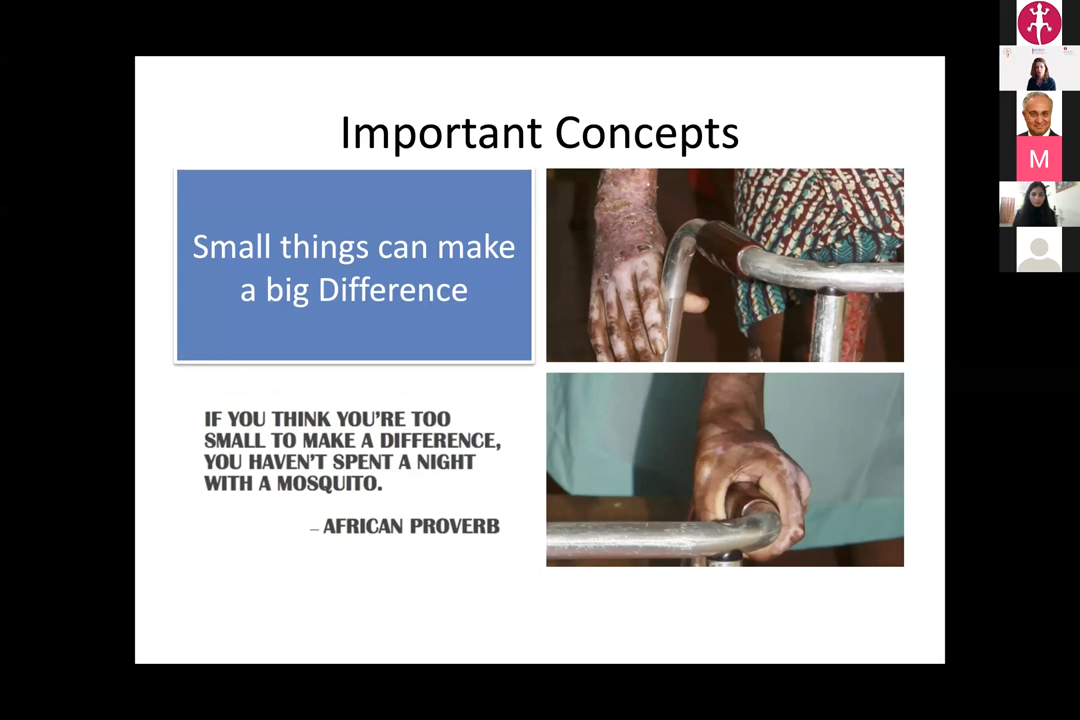 Important Concepts
Small things can make
a big Difference
IF YOU THINK YOU'RE TOO
SMALL TO MAKE A DIFFERENCE,
YOU HAVEN'T SPENT A NIGHT
WITH A MOSQUITO.
– AFRICAN PROVERB
M